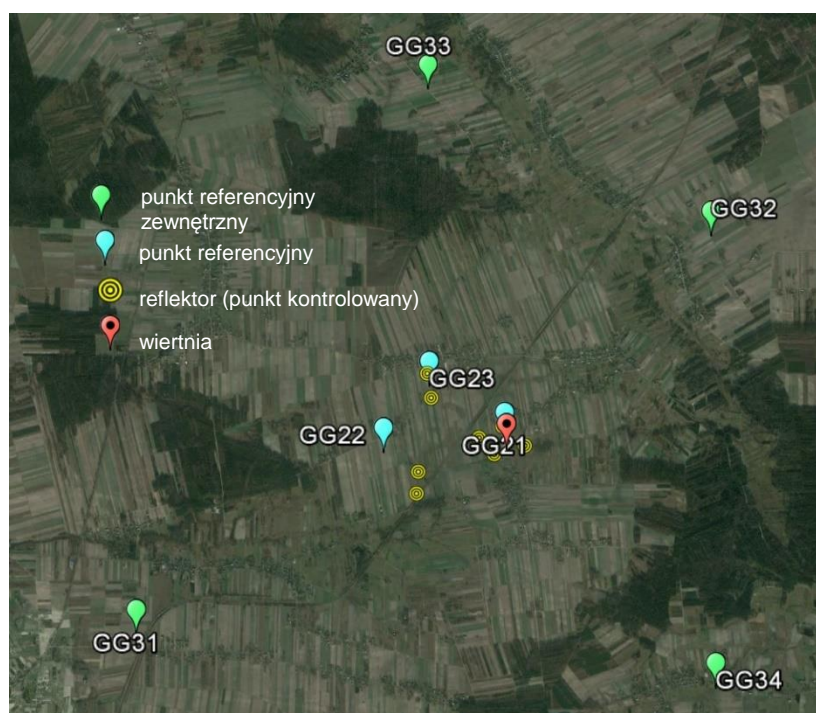 GG33
punkt referencyjny
zewnętrzny
GG32
punkt referencyjny
reflektor (punkt kontrolowany)
wiertnia
GG23
GG22
GG21
GG31
GG34